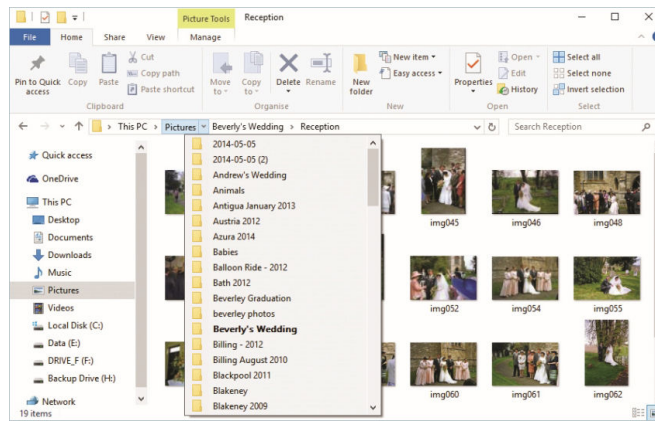 Picture Tools Reception
File Home Share View Manage
Pin to Quick access
Copy
Paste
Cut
Copy path
Paste shortcut
Move to
Copy to
Delete
Rename
New folder
New item
Easy access
Properties
Open
Edit
History
Select all
Select none
Invert selection
Clipboard Organise New Open Select
This PC Pictures Beverly's Wedding Reception
Search Reception
Quick access
OneDrive
This PC
Desktop
Documents
Downloads
Music
Pictures
Videos
Local Disk (C:)
Data (E:)
DRIVE_F (F:)
Backup Drive (H:)
Network
2014-05-05
2014-05-05 (2)
Andrew's Wedding
Animals
Antigua January 2013
Austria 2012
Azura 2014
Babies
Balloon Ride - 2012
Bath 2012
Beverley Graduation
beverley photos
Beverly's Wedding
Billing - 2012
Billing August 2010
Blackpool 2011
Blakeney
Blakeney 2009
img045 img046 img048
img052 img054 img055
img060 img061 img062
19 items